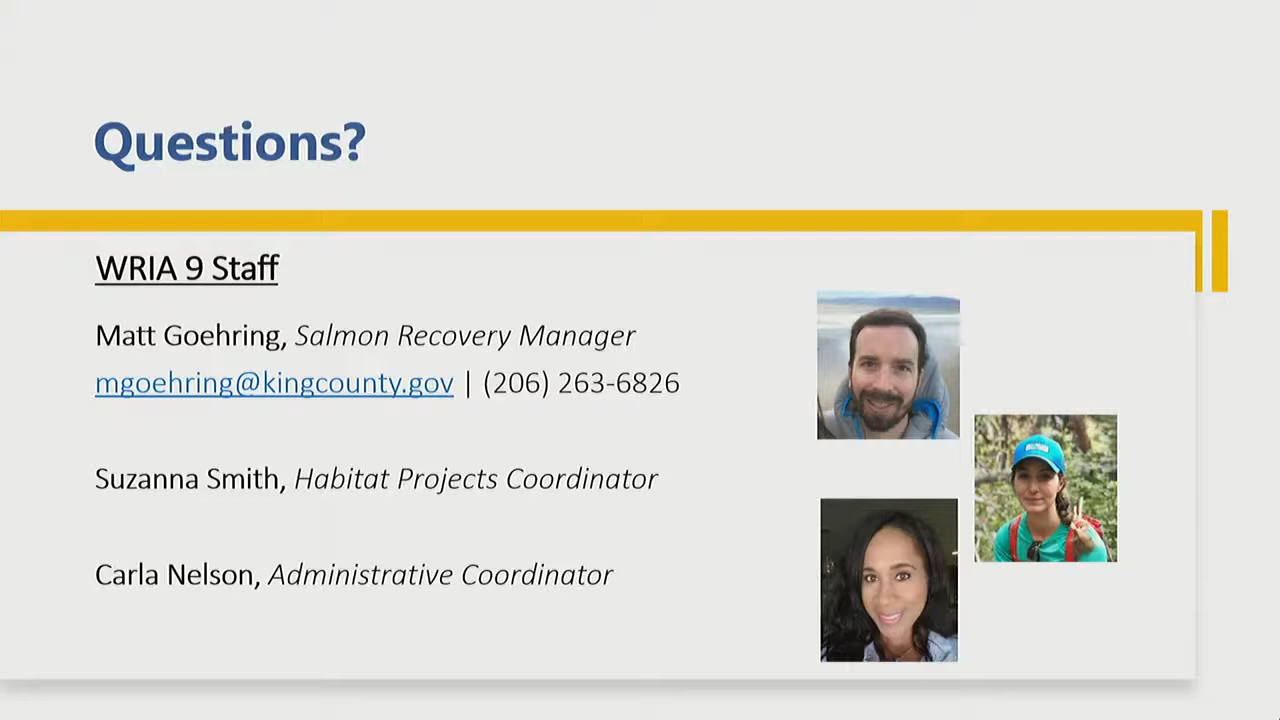 Questions?
WRIA 9 Staff
Matt Goehring, Salmon Recovery Manager
mgoehring@kingcounty.gov | (206) 263-6826
Suzanna Smith, Habitat Projects Coordinator
Carla Nelson, Administrative Coordinator